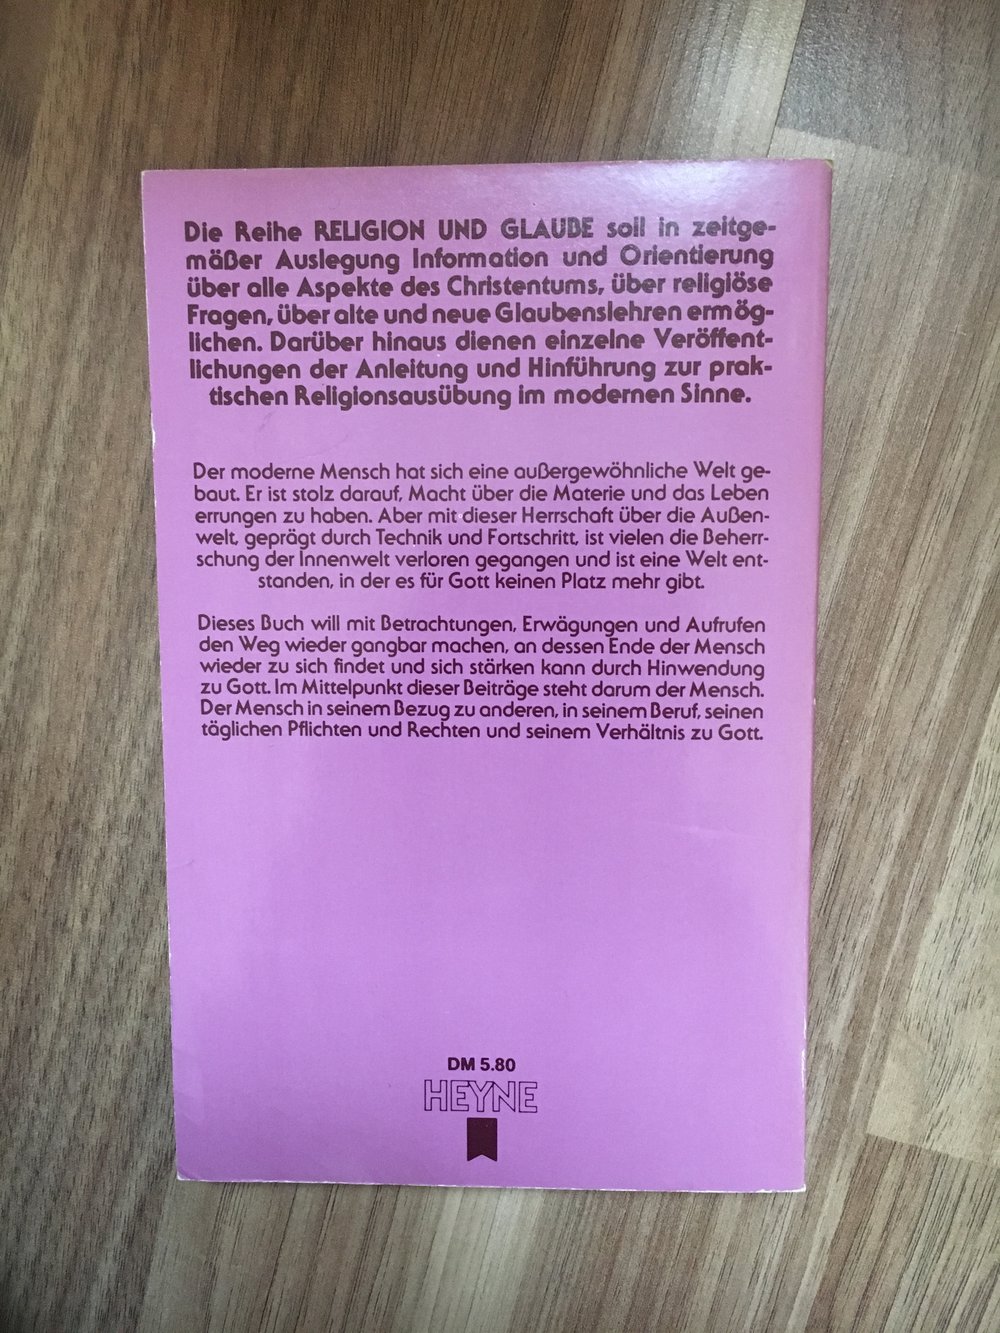 Die Reihe RELIGION UND GLAUBE soll in zeitge-
mäßer Auslegung Information und Orientierung
über alle Aspekte des Christentums, über religiöse
Fragen, über alte und neue Glaubenslehren ermög-
lichen. Darüber hinaus dienen einzelne Veröffent-
lichungen der Anleitung und Hinführung zur prak-
tischen Religionsausübung im modernen Sinne.
Der moderne Mensch hat sich eine außergewöhnliche Welt ge-
baut. Er ist stolz darauf, Macht über die Materie und das Leben
errungen zu haben. Aber mit dieser Herrschaft über die Außen-
welt, geprägt durch Technik und Fortschritt, ist vielen die Beherr-
schung der Innenwelt verloren gegangen und ist eine Welt ent-
standen, in der es für Gott keinen Platz mehr gibt.
Dieses Buch will mit Betrachtungen, Erwägungen und Aufrufen
den Weg wieder gangbar machen, an dessen Ende der Mensch
wieder zu sich findet und sich stärken kann durch Hinwendung
zu Gott. Im Mittelpunkt dieser Beiträge steht darum der Mensch.
Der Mensch in seinem Bezug zu anderen, in seinem Beruf, seinen
täglichen Pflichten und Rechten und seinem Verhältnis zu Gott.
DM 5.80
HEYNE